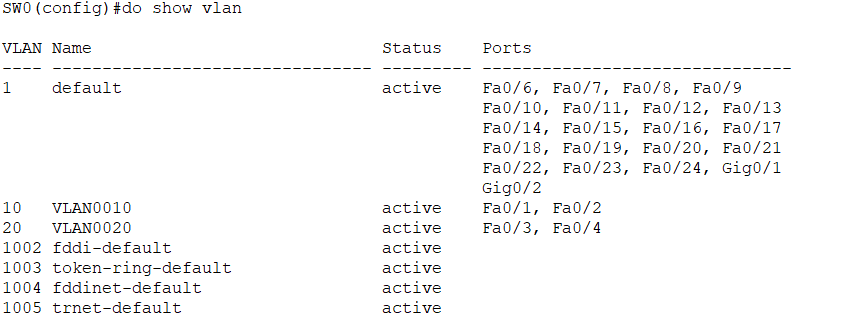 SW0(config)#do show vlan
VLAN Name                             Status    Ports
---- -------------------------------- --------- -------------------------------
1    default                          active    Fa0/6, Fa0/7, Fa0/8, Fa0/9
                                                Fa0/10, Fa0/11, Fa0/12, Fa0/13
                                                Fa0/14, Fa0/15, Fa0/16, Fa0/17
                                                Fa0/18, Fa0/19, Fa0/20, Fa0/21
                                                Fa0/22, Fa0/23, Fa0/24, Gig0/1
                                                Gig0/2
10   VLAN0010                         active    Fa0/1, Fa0/2
20   VLAN0020                         active    Fa0/3, Fa0/4
1002 fddi-default                     active
1003 token-ring-default               active
1004 fddinet-default                  active
1005 trnet-default                    active